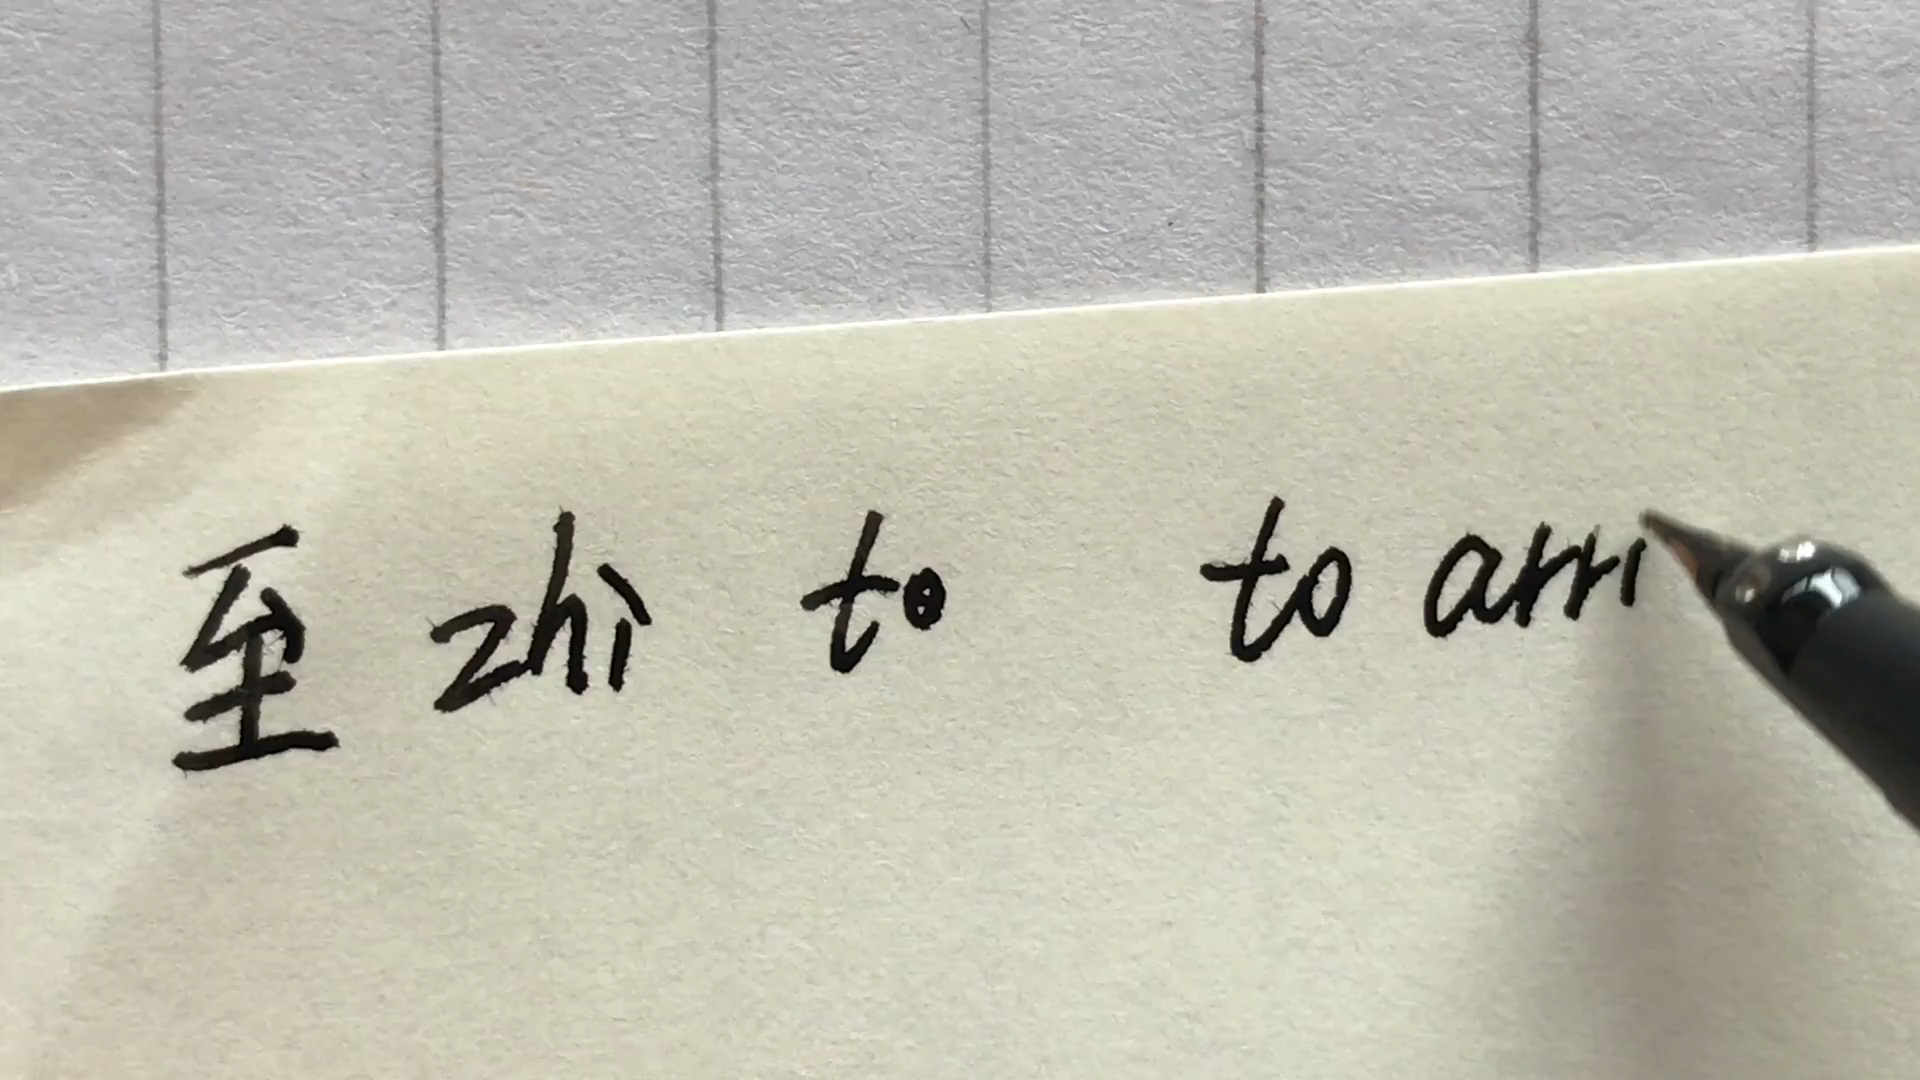 至 zhì to to arri